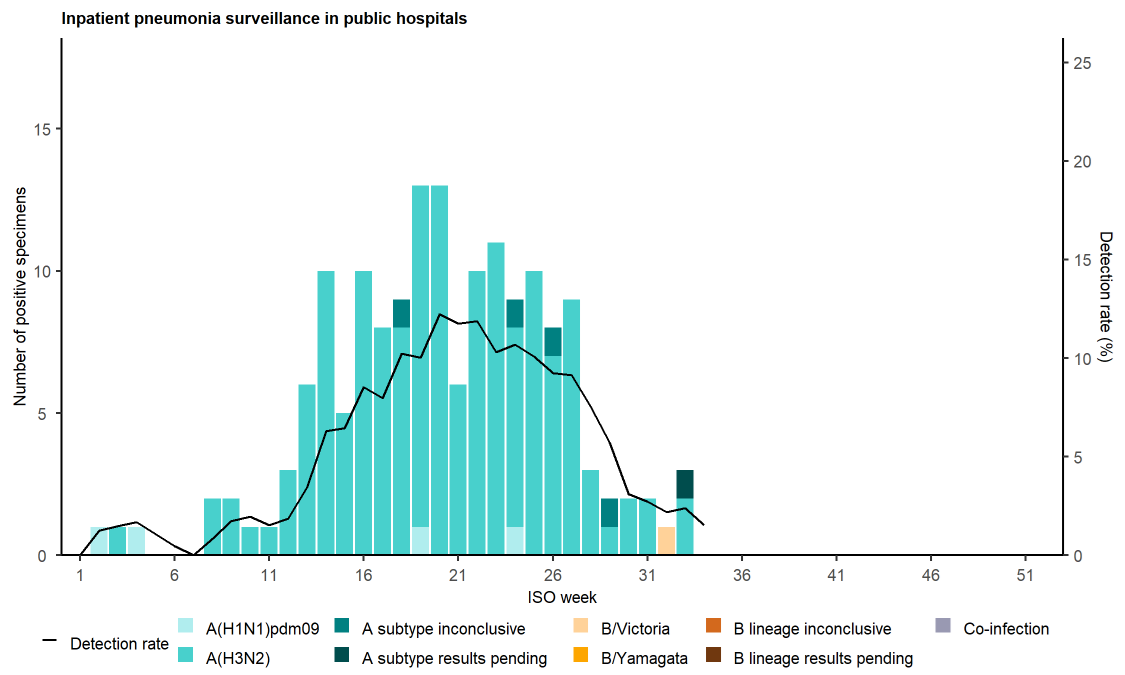 Inpatient pneumonia surveillance in public hospitals
Number of positive specimens
15
10
5
0
25
20
15
10
5
0
Detection rate (%)
1 6 11 16 21 26 31 36 41 46 51
ISO week
Detection rate
A(H1N1)pdm09 A subtype inconclusive B/Victoria B lineage inconclusive Co-infection
A(H3N2) A subtype results pending B/Yamagata B lineage results pending